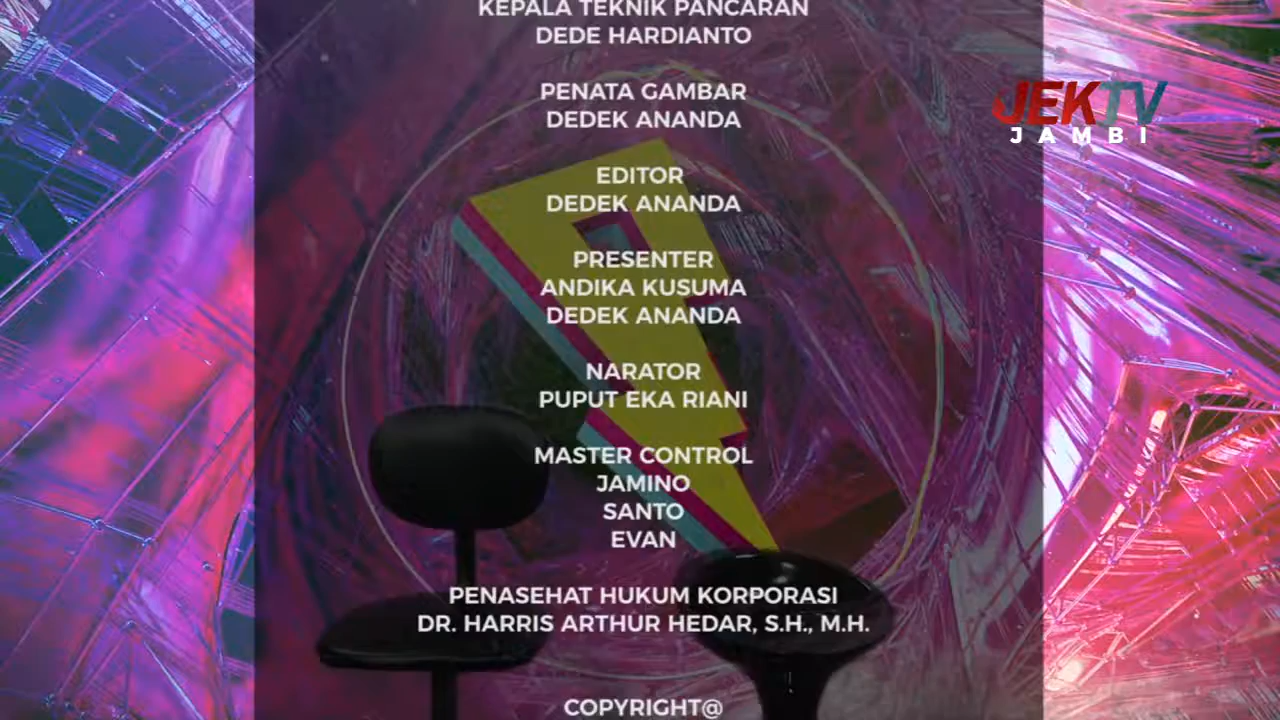 KEPALA TEKNIK PANCARAN
DEDE HARDIANTO
PENATA GAMBAR
DEDEK ANANDA
EDITOR
DEDEK ANANDA
PRESENTER
ANDIKA KUSUMA
DEDEK ANANDA
NARATOR
PUPUT EKA RIANI
MASTER CONTROL
JAMINO
SANTO
EVAN
PENASEHAT HUKUM KORPORASI
DR. HARRIS ARTHUR HEDAR, S.H., M.H.
COPYRIGHT@
JEKTV
JAMBI